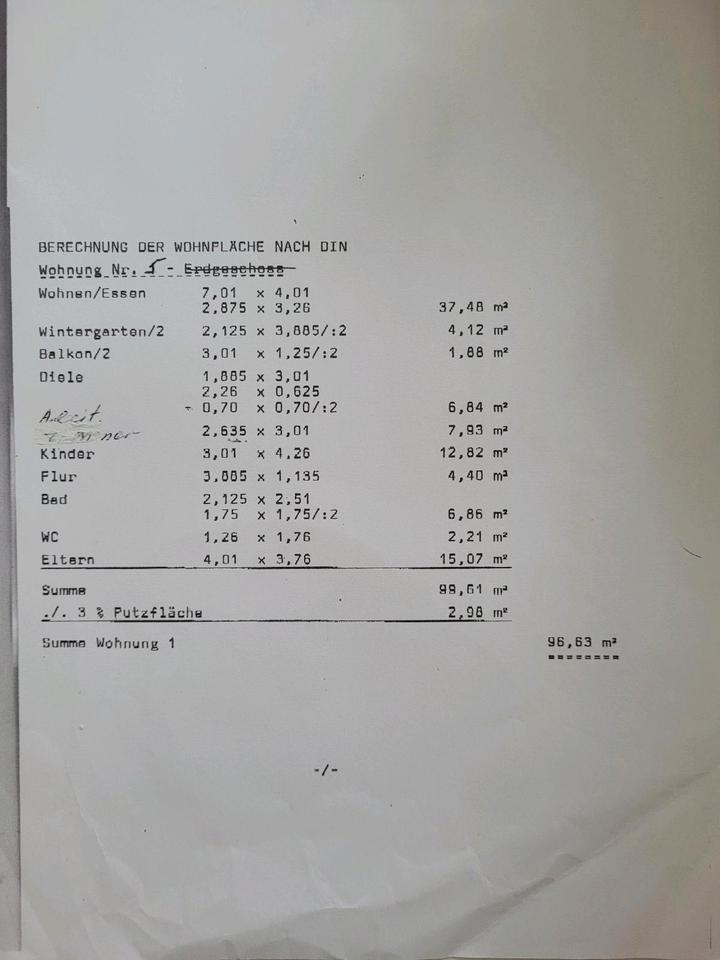 BERECHNUNG DER WOHNFLÄCHE NACH DIN
Wohnung Nr. 5 - Erdgeschoss
Wohnen/Essen 7,01 x 4,01
2,875 x 3,26 37,48 m²
Wintergarten/2 2,125 x 3,885/:2 4,12 m²
Balkon/2 3,01 x 1,25/:2 1,88 m²
Diele 1,885 x 3,01
2,26 x 0,625
- 0,70 x 0,70/:2 6,84 m²
Arbeit.
zimmer 2,635 x 3,01 7,93 m²
Kinder 3,01 x 4,26 12,82 m²
Flur 3,885 x 1,135 4,40 m²
Bad 2,125 x 2,51
1,75 x 1,75/:2 6,86 m²
WC 1,26 x 1,76 2,21 m²
Eltern 4,01 x 3,76 15,07 m²
Summe 99,61 m²
./. 3 % Putzfläche 2,98 m²
Summe Wohnung 1 96,63 m²
========
-/-